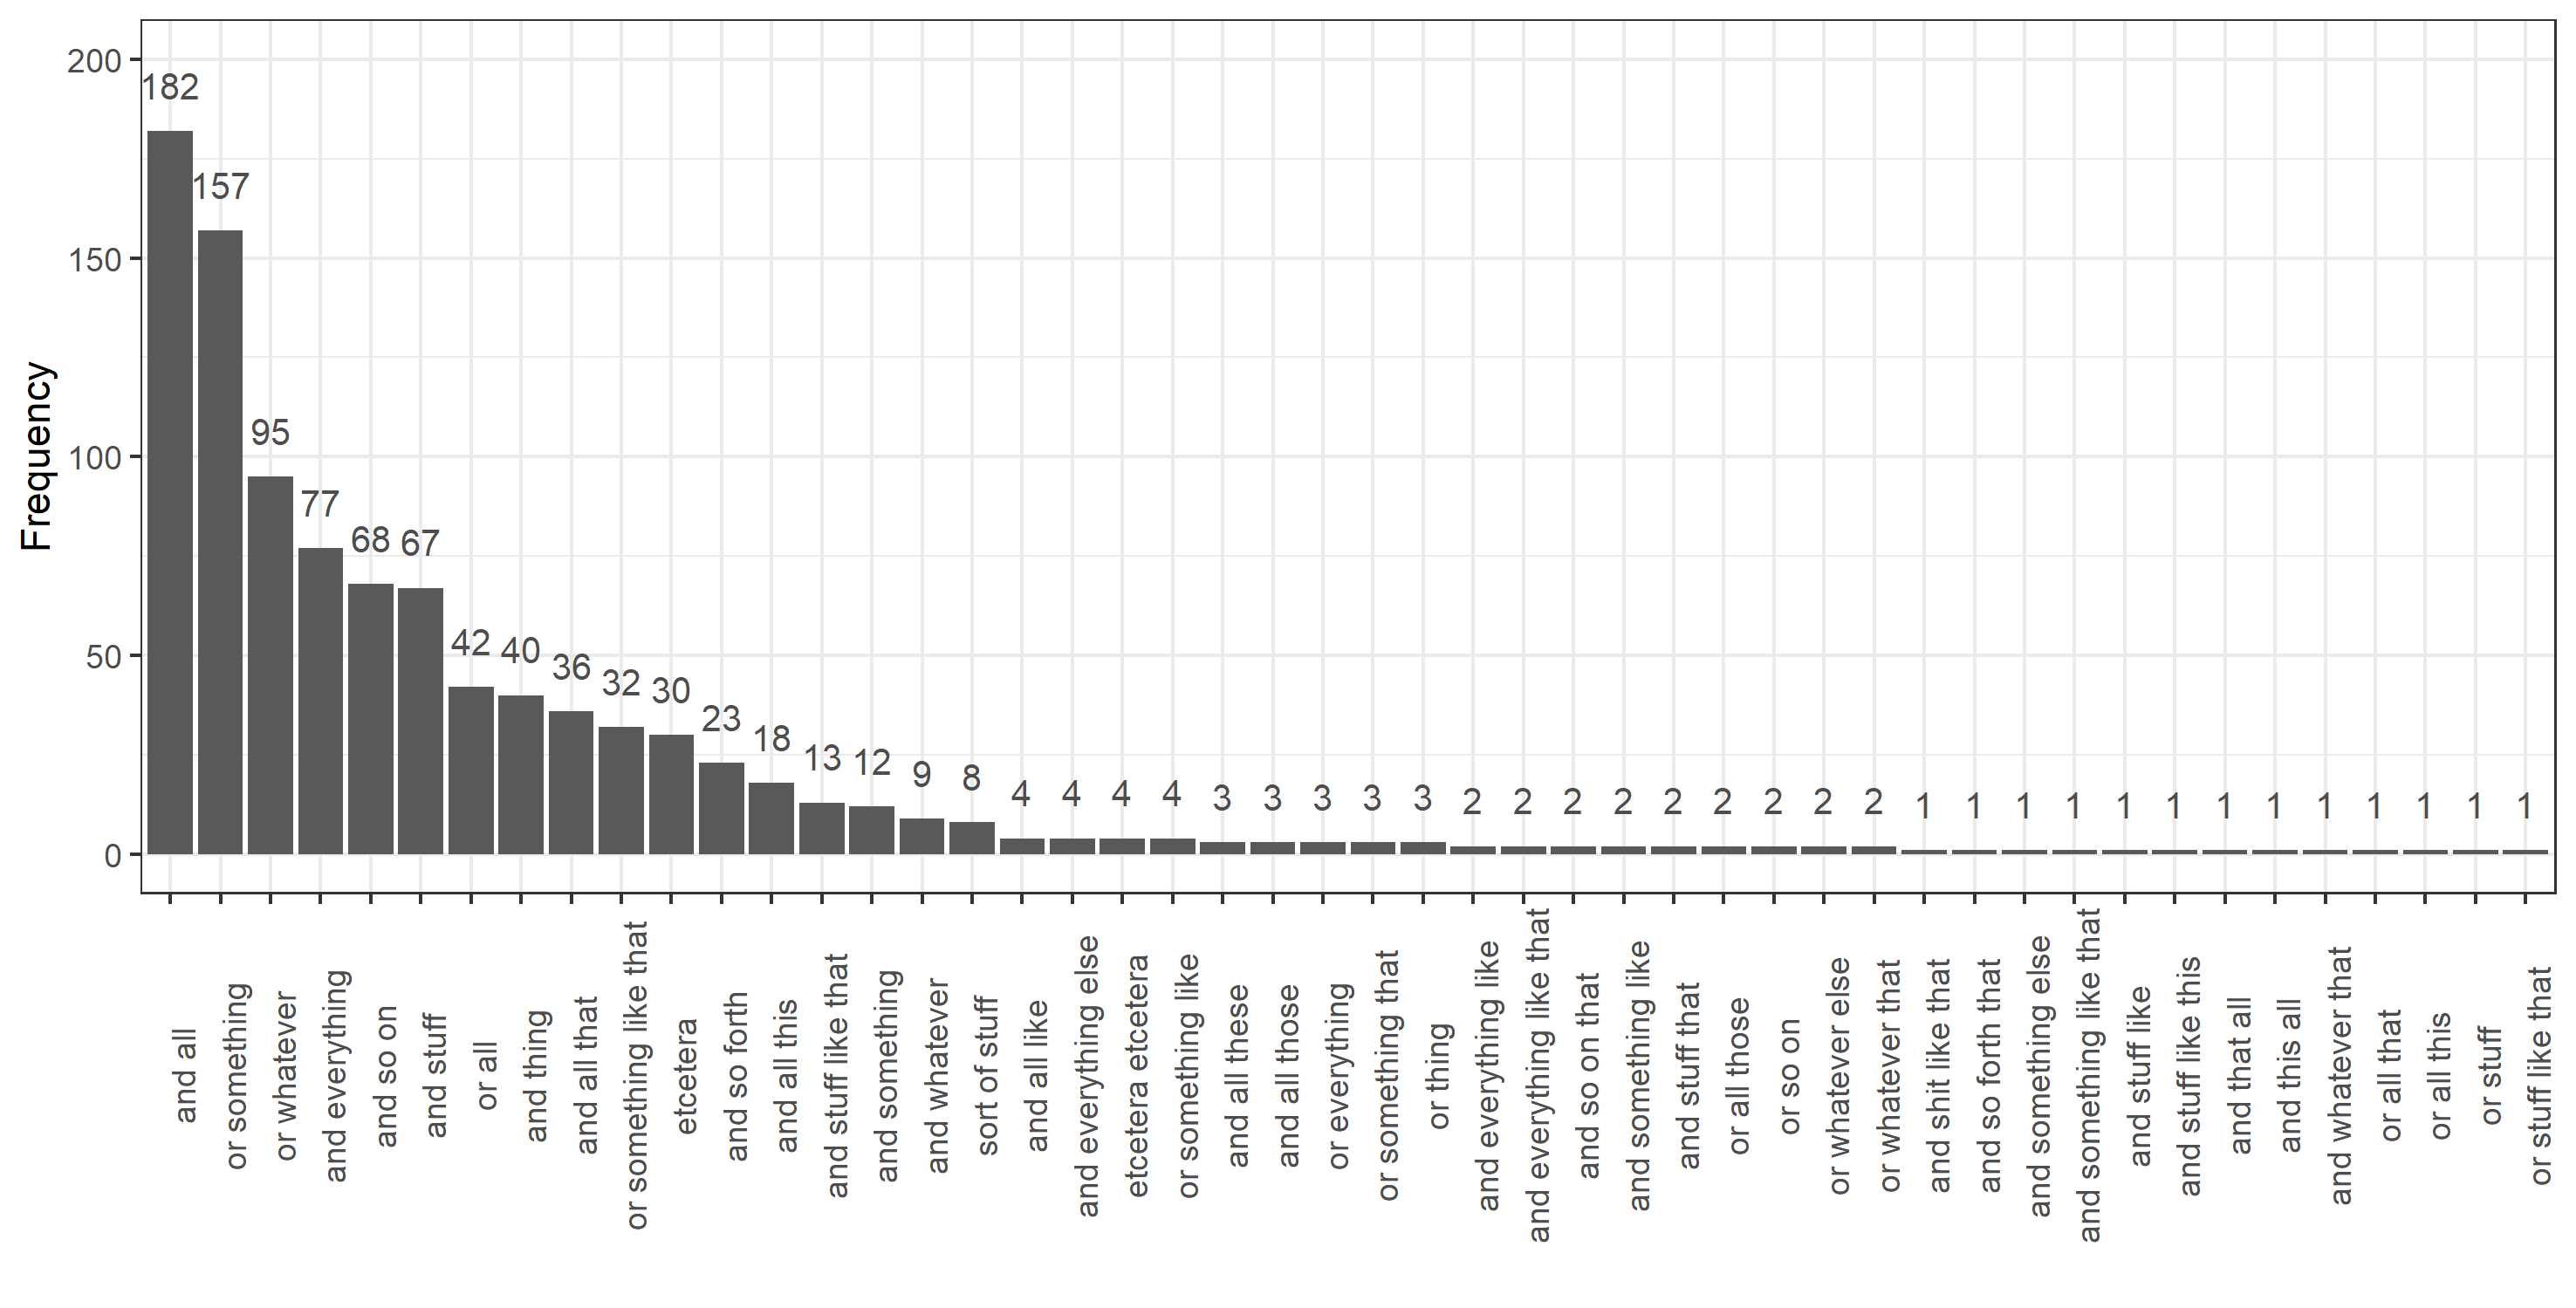 Frequency
200
150
100
50
0
182
157
95
77
68
67
42
40
36
32
30
23
18
13
12
9
8
4
4
4
4
3
3
3
3
3
2
2
2
2
2
2
2
2
2
1
1
1
1
1
1
1
1
1
1
1
1
1
and all
or something
or whatever
and everything
and so on
and stuff
or all
and thing
and all that
or something like that
etcetera
and so forth
and all this
and stuff like that
and something
and whatever
sort of stuff
and all like
and everything else
etcetera etcetera
or something like
and all these
and all those
or everything
or something that
or thing
and everything like
and everything like that
and so on that
and something like
and stuff that
or all those
or so on
or whatever else
or whatever that
and shit like that
and so forth that
and something else
and something like that
and stuff like
and stuff like this
and that all
and this all
and whatever that
or all that
or all this
or stuff
or stuff like that